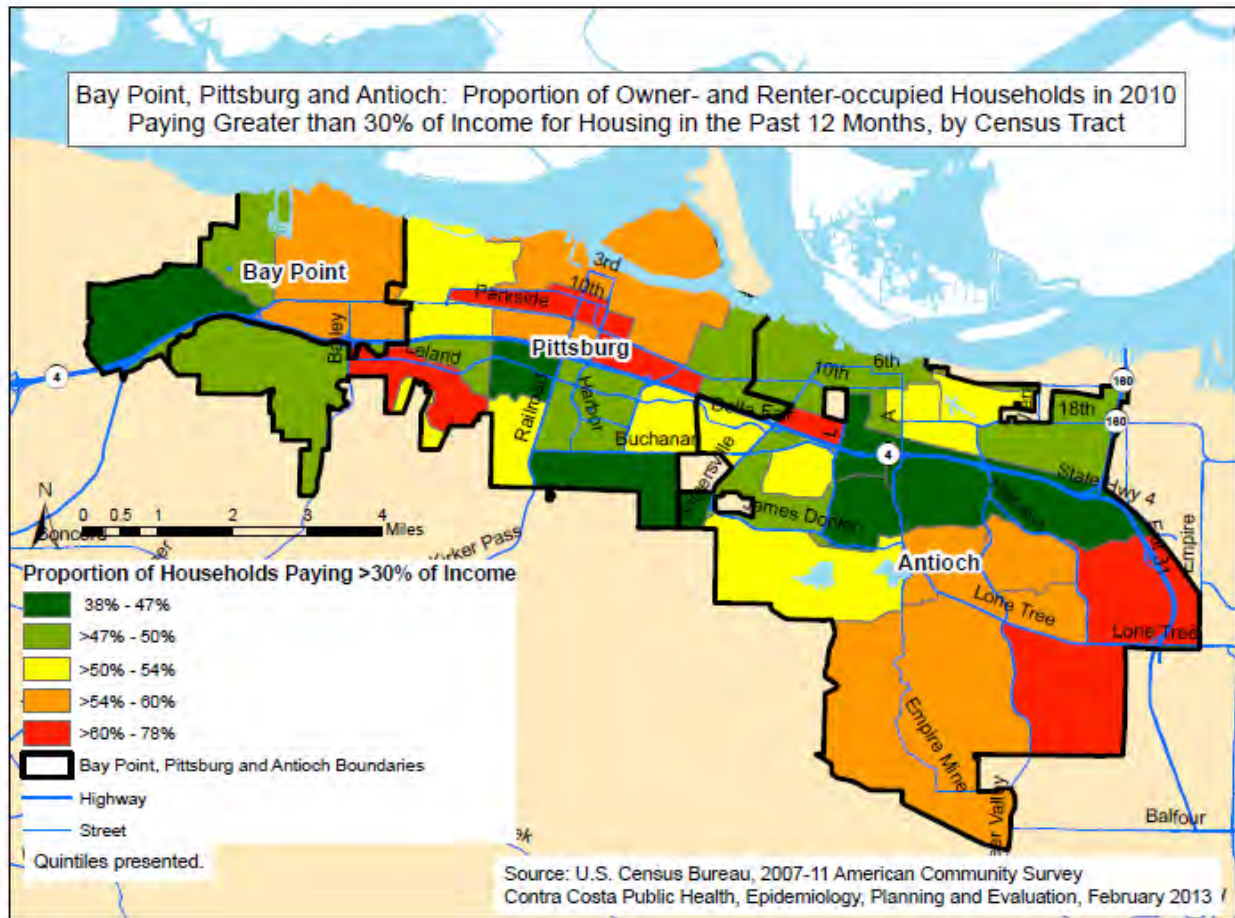 Bay Point, Pittsburg and Antioch: Proportion of Owner- and Renter-occupied Households in 2010
Paying Greater than 30% of Income for Housing in the Past 12 Months, by Census Tract
3rd
Bay Point
10th
Parkside
Bailey
Leland
Pittsburg
10th
6th
160
4
Railroad
Harbor
A
18th
160
L
Buchanan
4
State Hwy 4
N
0 0.5 1 2 3 4
Miles
James Donlon
Empire
Kirker Pass
Antioch
Lone Tree
Lone Tree
Proportion of Households Paying >30% of Income
38% - 47%
>47% - 50%
>50% - 54%
>54% - 60%
>60% - 78%
Bay Point, Pittsburg and Antioch Boundaries
Highway
Street
Quintiles presented.
Empire Mine
Balfour
Source: U.S. Census Bureau, 2007-11 American Community Survey
Contra Costa Public Health, Epidemiology, Planning and Evaluation, February 2013